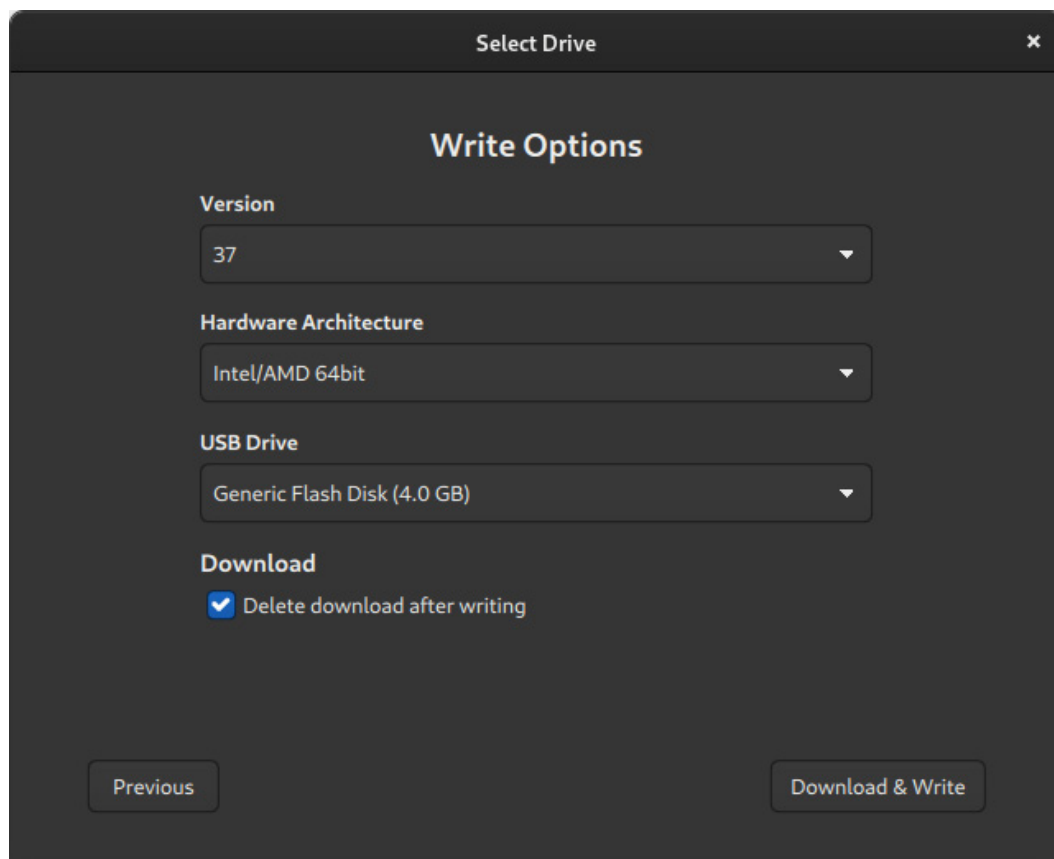 Select Drive
Write Options
Version
37
Hardware Architecture
Intel/AMD 64bit
USB Drive
Generic Flash Disk (4.0 GB)
Download
Delete download after writing
Previous
Download & Write